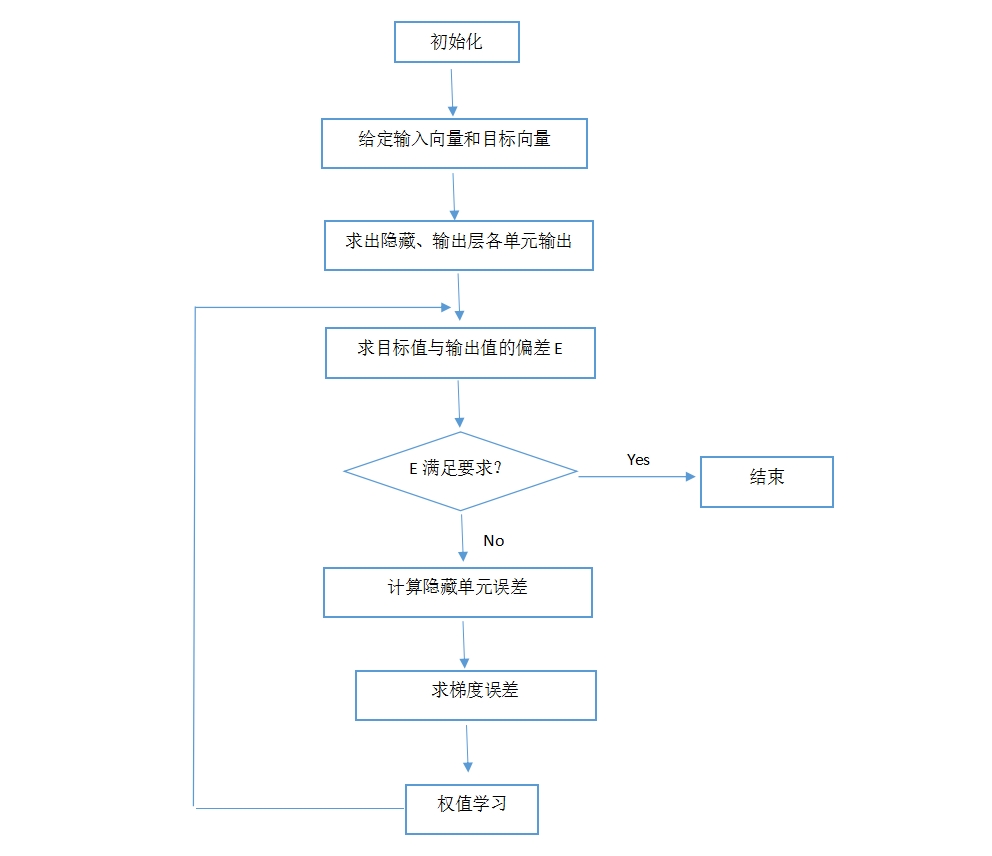 初始化
给定输入向量和目标向量
求出隐藏、输出层各单元输出
求目标值与输出值的偏差 E
E 满足要求？
Yes
结束
No
计算隐藏单元误差
求梯度误差
权值学习